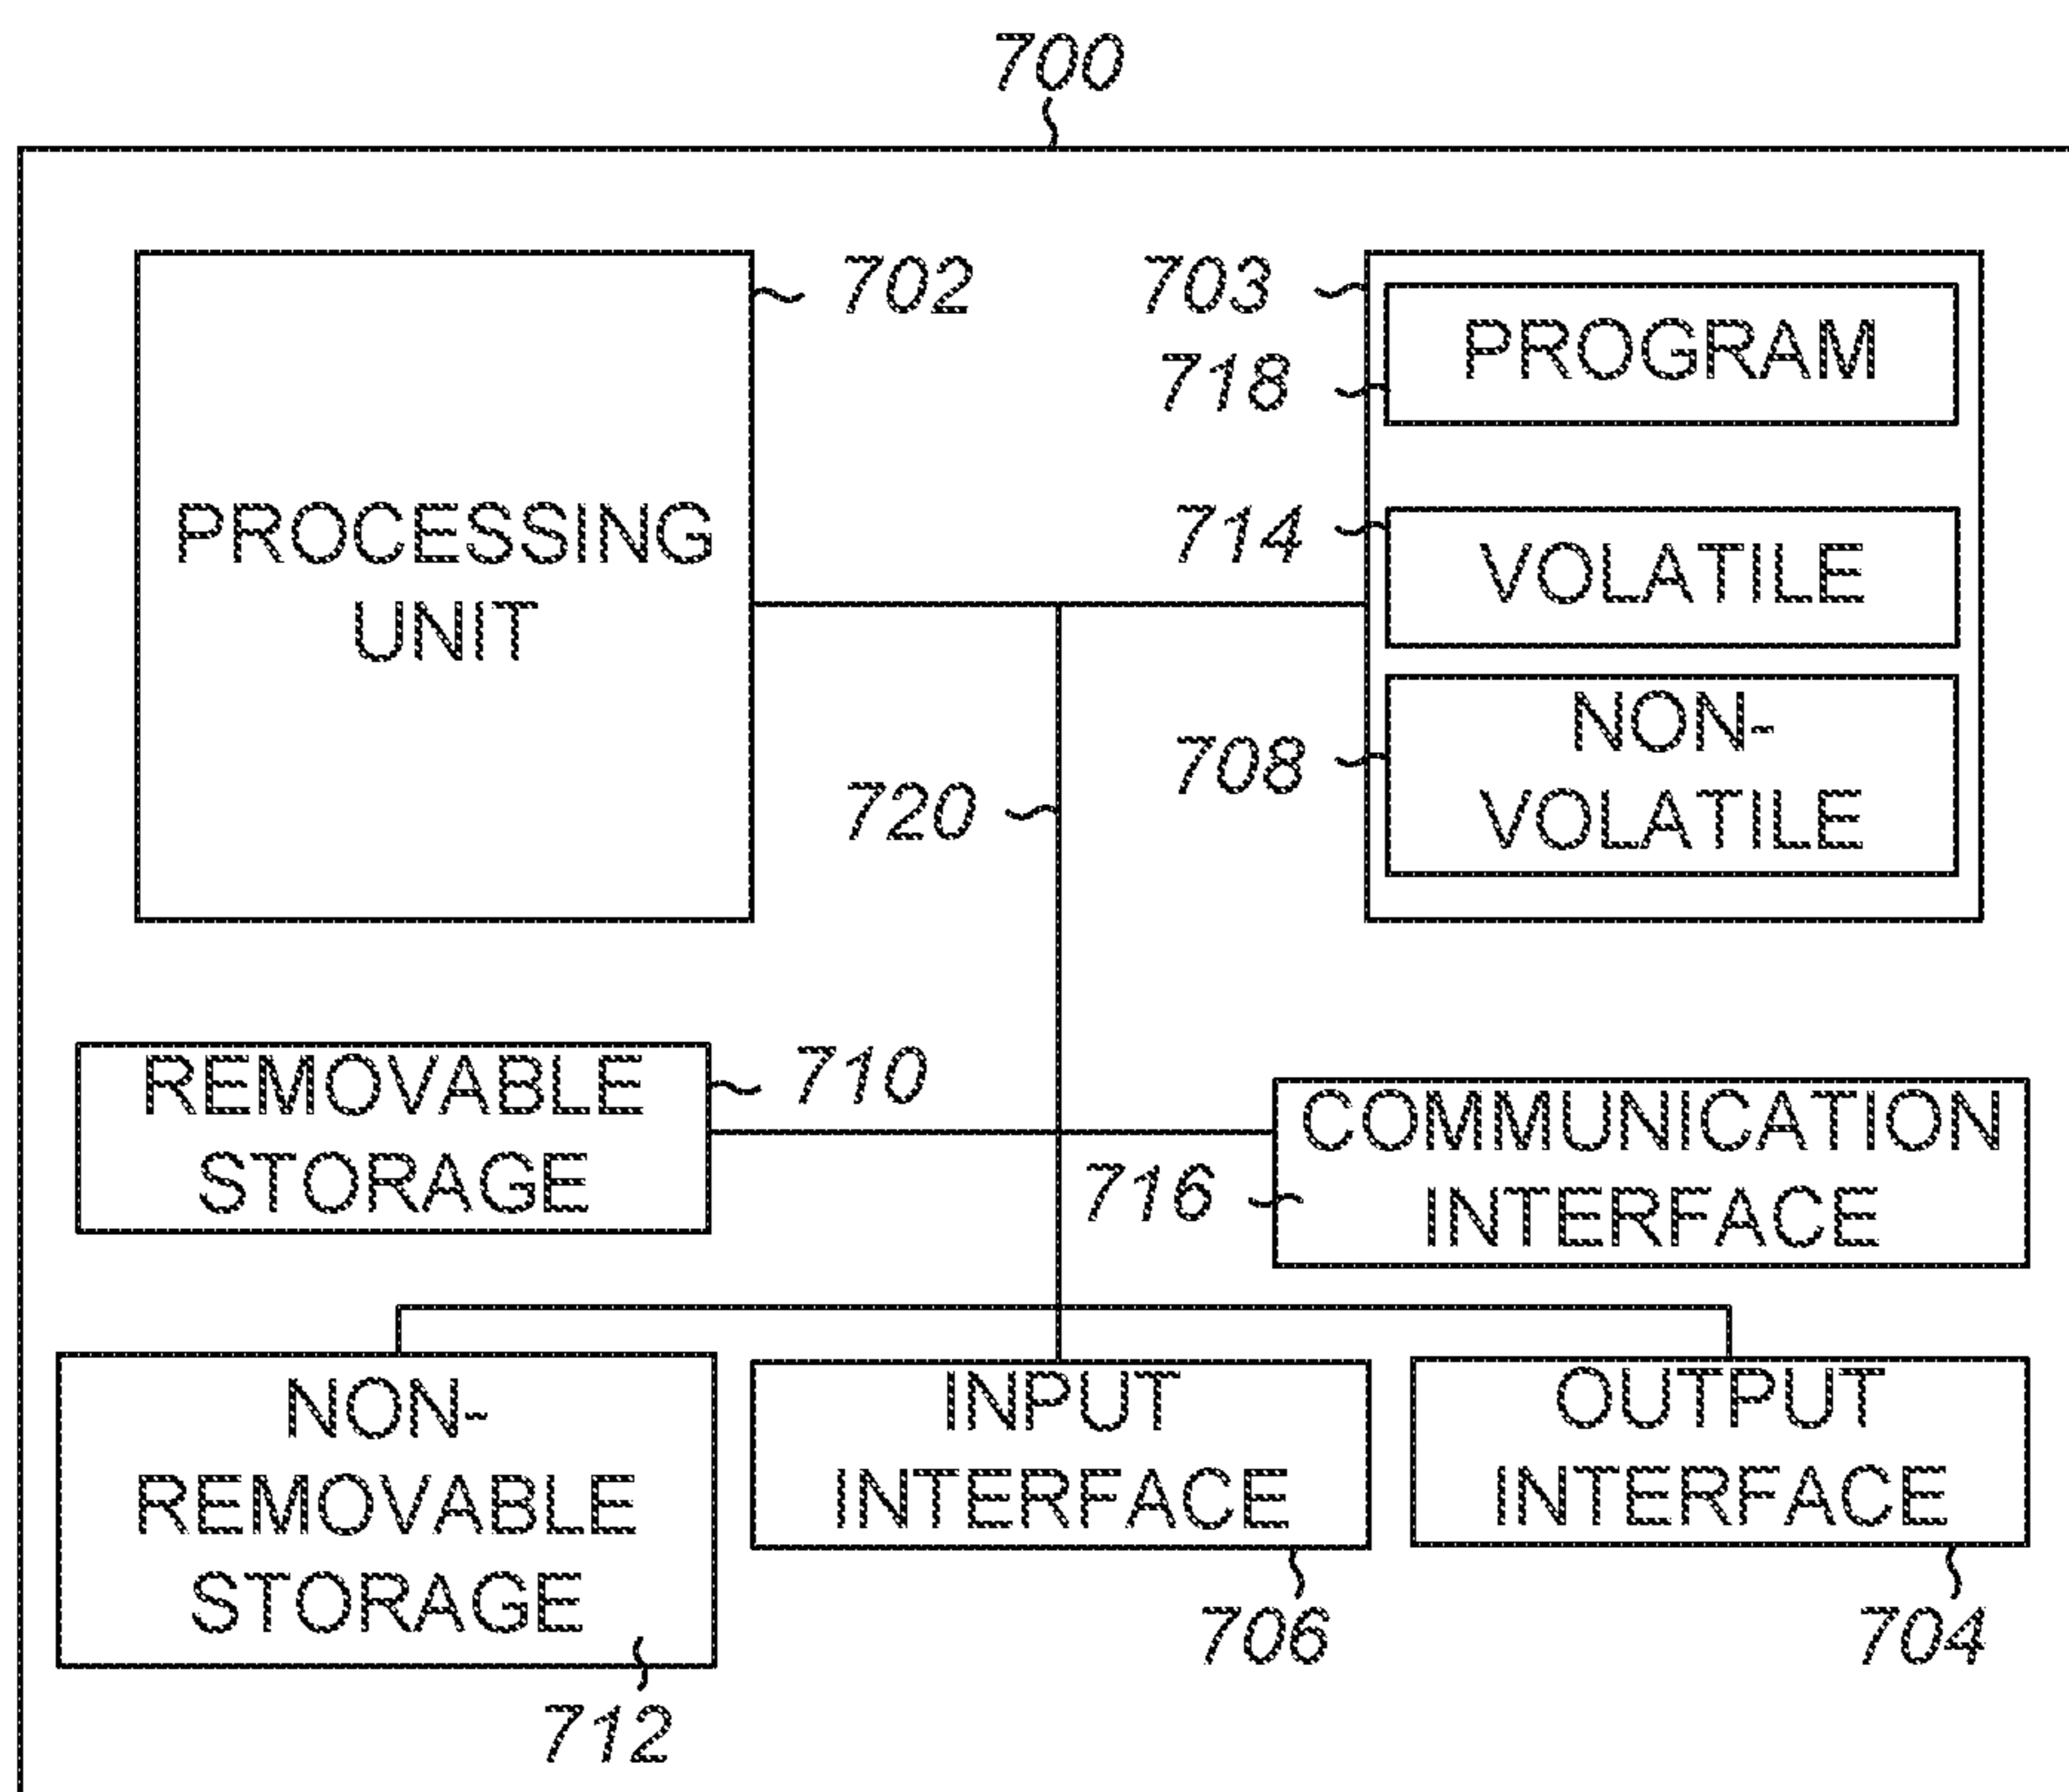 700
702
703
PROGRAM
718
714
VOLATILE
PROCESSING
UNIT
NON-
VOLATILE
708
720
REMOVABLE
STORAGE
710
COMMUNICATION
INTERFACE
716
NON-
REMOVABLE
STORAGE
712
INPUT
INTERFACE
706
OUTPUT
INTERFACE
704